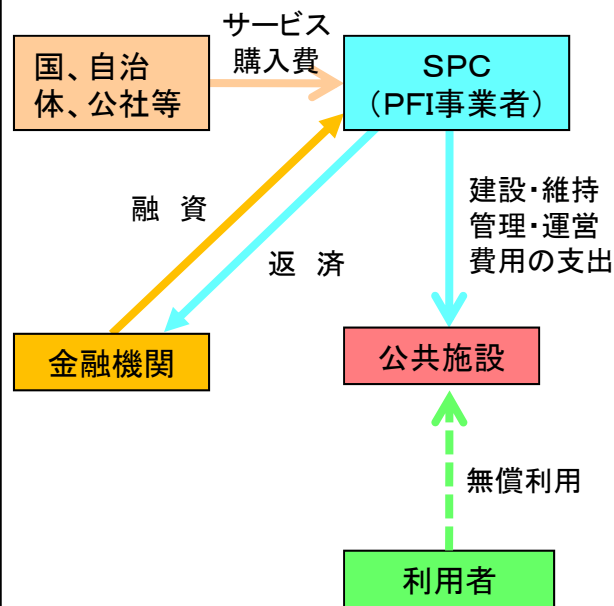 サービス
購入費
国、自治
体、公社等
SPC
（PFI事業者）
融 資
返 済
建設・維持
管理・運営
費用の支出
金融機関
公共施設
無償利用
利用者